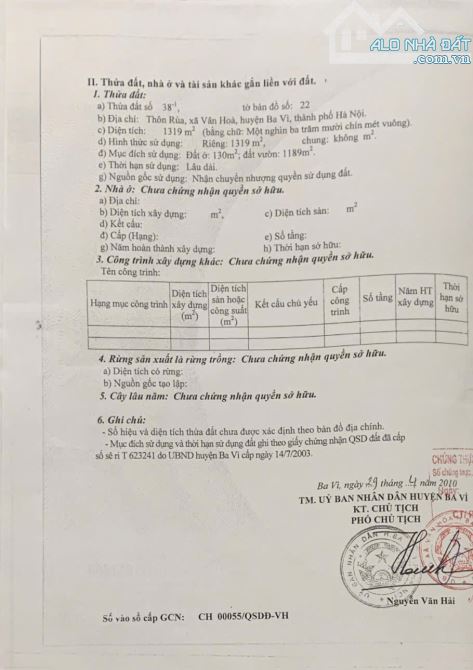 ALO NHÀ ĐẤT
.com.vn
II. Thửa đất, nhà ở và tài sản khác gắn liền với đất.
1. Thửa đất:
a) Thửa đất số 38-1, tờ bản đồ số: 22
b) Địa chỉ: Thôn Rùa, xã Vân Hoà, huyện Ba Vì, thành phố Hà Nội.
c) Diện tích: 1319 m2 (bằng chữ: Một nghìn ba trăm mười chín mét vuông).
d) Hình thức sử dụng: Riêng: 1319 m2, chung: không m2.
đ) Mục đích sử dụng: Đất ở: 130m2; đất vườn: 1189m2.
e) Thời hạn sử dụng: Lâu dài.
g) Nguồn gốc sử dụng: Nhận chuyển nhượng quyền sử dụng đất.
2. Nhà ở: Chưa chứng nhận quyền sở hữu.
a) Địa chỉ:
b) Diện tích xây dựng: m2, c) Diện tích sàn: m2
d) Kết cấu:
đ) Cấp (Hạng): e) Số tầng:
g) Năm hoàn thành xây dựng: h) Thời hạn sở hữu:
3. Công trình xây dựng khác: Chưa chứng nhận quyền sở hữu.
Tên công trình:
Hạng mục công trình
Diện tích xây dựng (m2)
Diện tích sàn hoặc công suất (m2)
Kết cấu chủ yếu
Cấp công trình
Số tầng
Năm HT xây dựng
Thời hạn sở hữu
4. Rừng sản xuất là rừng trồng: Chưa chứng nhận quyền sở hữu.
a) Diện tích có rừng:
b) Nguồn gốc tạo lập:
5. Cây lâu năm: Chưa chứng nhận quyền sở hữu.
6. Ghi chú:
- Số hiệu và diện tích thửa đất chưa được xác định theo bản đồ địa chính.
- Mục đích sử dụng và thời hạn sử dụng đất ghi theo giấy chứng nhận QSD đất đã cấp
số sê ri T 623241 do UBND huyện Ba Vì cấp ngày 14/7/2003.
CHỨNG THỰC
Số chứng thực
Ngày
Ba Vì, ngày 29 tháng 4 năm 2010
TM. UỶ BAN NHÂN DÂN HUYỆN BA VÌ
KT. CHỦ TỊCH
PHÓ CHỦ TỊCH
Nguyễn Văn Hải
Số vào sổ cấp GCN: CH 00055/QSDĐ-VH